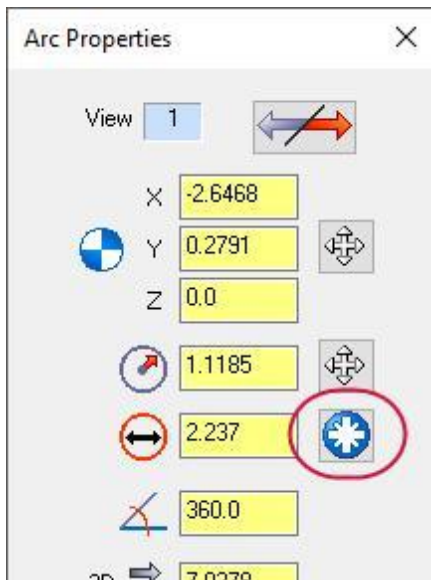 Arc Properties
View 1
X -2.6468
Y 0.2791
Z 0.0
1.1185
2.237
360.0